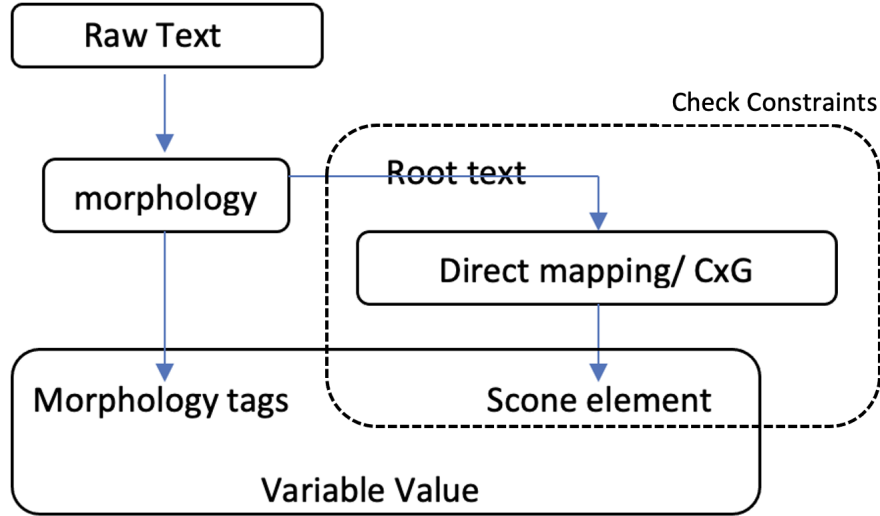 Raw Text
Check Constraints
Root text
morphology
Direct mapping/ CxG
Morphology tags
Scone element
Variable Value